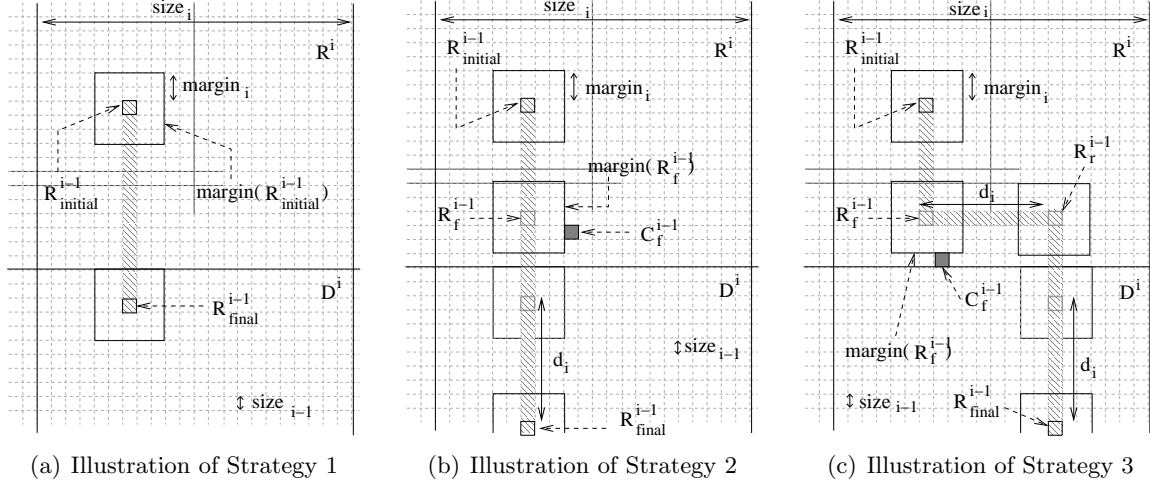 size i
R^i
R^{i-1}_{initial}
margin i
R^{i-1}_{initial}
margin( R^{i-1}_{initial} )
D^i
R^{i-1}_{final}
size i-1
(a) Illustration of Strategy 1
size i
R^i
R^{i-1}_{initial}
margin i
margin( R^{i-1}_f )
R^{i-1}_f
C^{i-1}_f
D^i
size i-1
d_i
R^{i-1}_{final}
(b) Illustration of Strategy 2
size i
R^i
R^{i-1}_{initial}
margin i
R^{i-1}_r
d_i
R^{i-1}_f
D^i
C^{i-1}_f
margin( R^{i-1}_f )
d_i
size i-1
R^{i-1}_{final}
(c) Illustration of Strategy 3